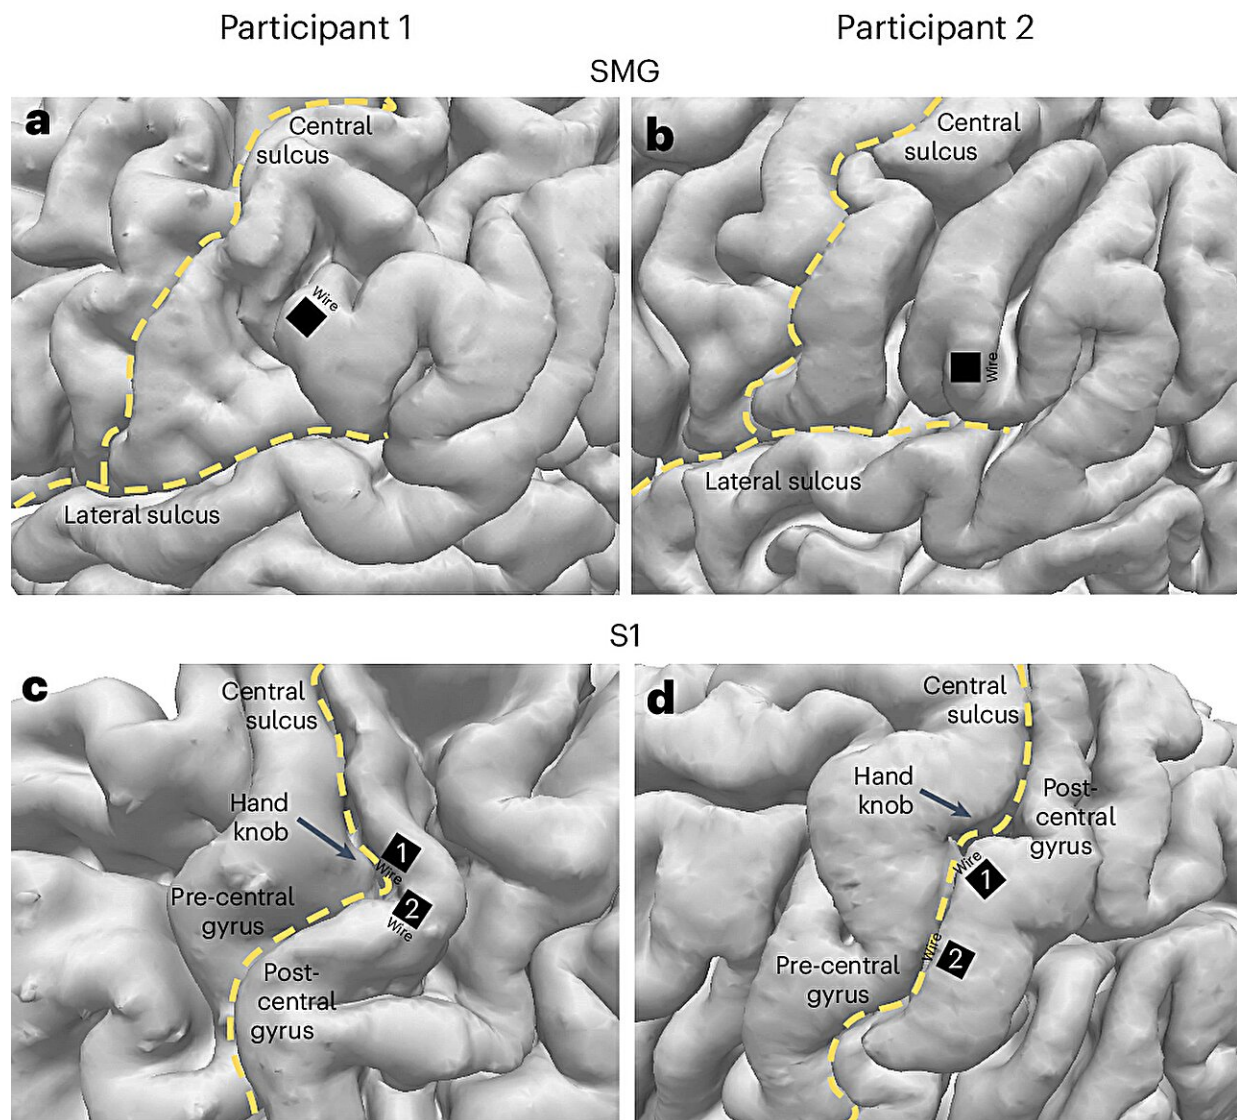 Participant 1
Participant 2
SMG
a
Central
sulcus
Wire
Lateral sulcus
b
Central
sulcus
Wire
Lateral sulcus
S1
c
Central
sulcus
Hand
knob
1
Wire
2
Wire
Pre-central
gyrus
Post-
central
gyrus
d
Central
sulcus
Hand
knob
Post-
central
gyrus
Wire
1
Wire
2
Pre-central
gyrus